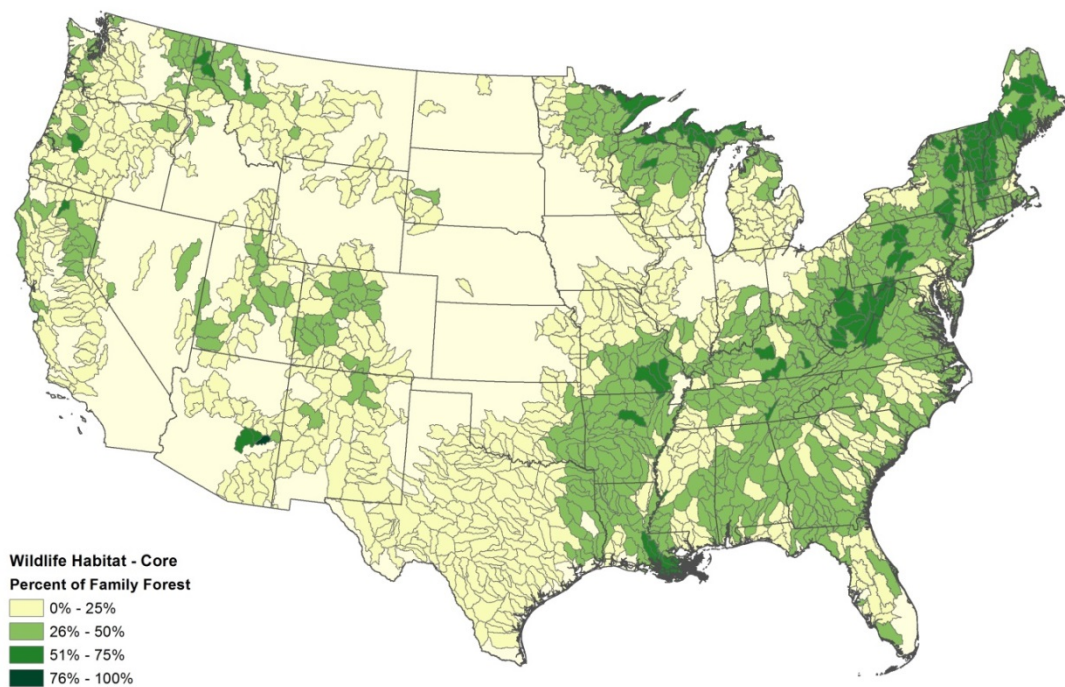 Wildlife Habitat - Core
Percent of Family Forest
0% - 25%
26% - 50%
51% - 75%
76% - 100%